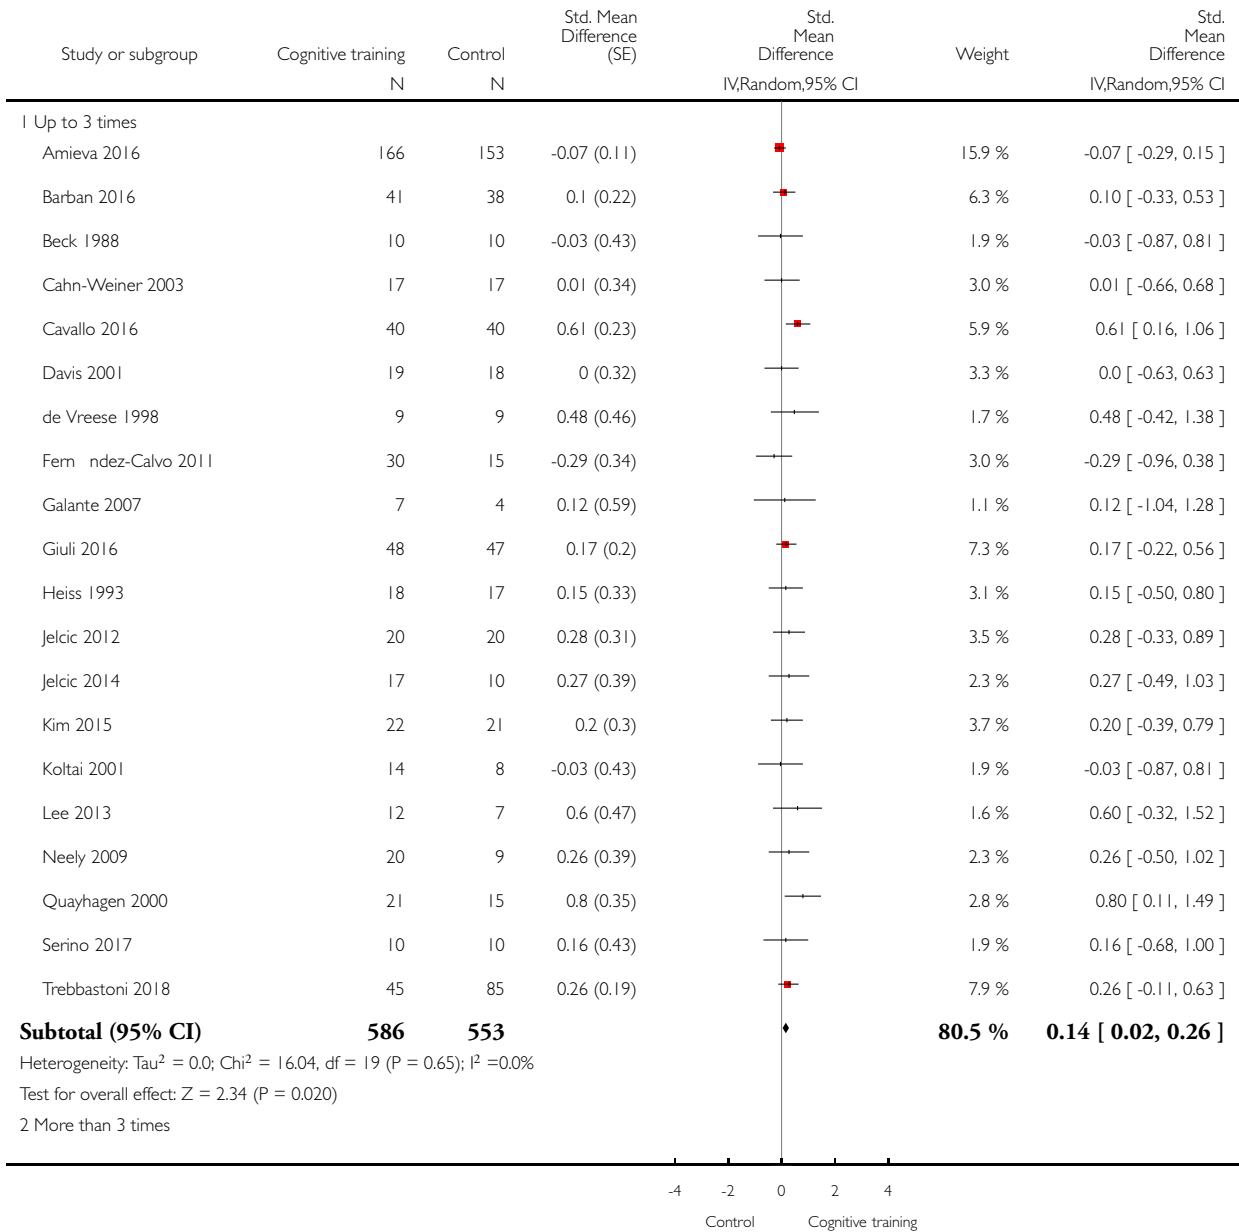 Study or subgroup Cognitive training Control Std. Mean Difference (SE) Std. Mean Difference Weight Std. Mean Difference
N N IV,Random,95% CI IV,Random,95% CI
1 Up to 3 times
Amieva 2016 166 153 -0.07 (0.11) 15.9 % -0.07 [ -0.29, 0.15 ]
Barban 2016 41 38 0.1 (0.22) 6.3 % 0.10 [ -0.33, 0.53 ]
Beck 1988 10 10 -0.03 (0.43) 1.9 % -0.03 [ -0.87, 0.81 ]
Cahn-Weiner 2003 17 17 0.01 (0.34) 3.0 % 0.01 [ -0.66, 0.68 ]
Cavallo 2016 40 40 0.61 (0.23) 5.9 % 0.61 [ 0.16, 1.06 ]
Davis 2001 19 18 0 (0.32) 3.3 % 0.0 [ -0.63, 0.63 ]
de Vreese 1998 9 9 0.48 (0.46) 1.7 % 0.48 [ -0.42, 1.38 ]
Fern ndez-Calvo 2011 30 15 -0.29 (0.34) 3.0 % -0.29 [ -0.96, 0.38 ]
Galante 2007 7 4 0.12 (0.59) 1.1 % 0.12 [ -1.04, 1.28 ]
Giuli 2016 48 47 0.17 (0.2) 7.3 % 0.17 [ -0.22, 0.56 ]
Heiss 1993 18 17 0.15 (0.33) 3.1 % 0.15 [ -0.50, 0.80 ]
Jelcic 2012 20 20 0.28 (0.31) 3.5 % 0.28 [ -0.33, 0.89 ]
Jelcic 2014 17 10 0.27 (0.39) 2.3 % 0.27 [ -0.49, 1.03 ]
Kim 2015 22 21 0.2 (0.3) 3.7 % 0.20 [ -0.39, 0.79 ]
Koltai 2001 14 8 -0.03 (0.43) 1.9 % -0.03 [ -0.87, 0.81 ]
Lee 2013 12 7 0.6 (0.47) 1.6 % 0.60 [ -0.32, 1.52 ]
Neely 2009 20 9 0.26 (0.39) 2.3 % 0.26 [ -0.50, 1.02 ]
Quayhagen 2000 21 15 0.8 (0.35) 2.8 % 0.80 [ 0.11, 1.49 ]
Serino 2017 10 10 0.16 (0.43) 1.9 % 0.16 [ -0.68, 1.00 ]
Trebbastoni 2018 45 85 0.26 (0.19) 7.9 % 0.26 [ -0.11, 0.63 ]
Subtotal (95% CI) 586 553 80.5 % 0.14 [ 0.02, 0.26 ]
Heterogeneity: Tau² = 0.0; Chi² = 16.04, df = 19 (P = 0.65); I² =0.0%
Test for overall effect: Z = 2.34 (P = 0.020)
2 More than 3 times
-4 -2 0 2 4
Control Cognitive training